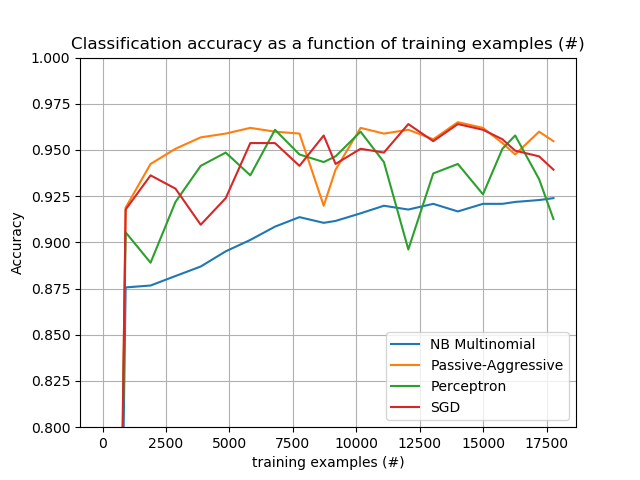 Classification accuracy as a function of training examples (#)
1.000
0.975
0.950
0.925
0.900
0.875
0.850
0.825
0.800
Accuracy
NB Multinomial
Passive-Aggressive
Perceptron
SGD
0 2500 5000 7500 10000 12500 15000 17500
training examples (#)